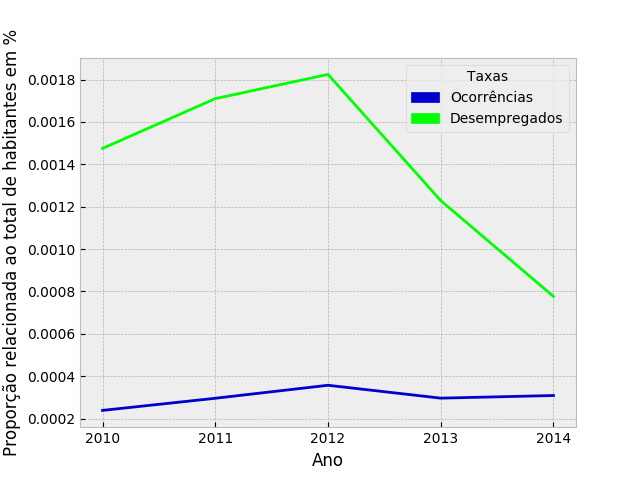 Proporção relacionada ao total de habitantes em %
0.0018
0.0016
0.0014
0.0012
0.0010
0.0008
0.0006
0.0004
0.0002
Taxas
Ocorrências
Desempregados
2010 2011 2012 2013 2014
Ano